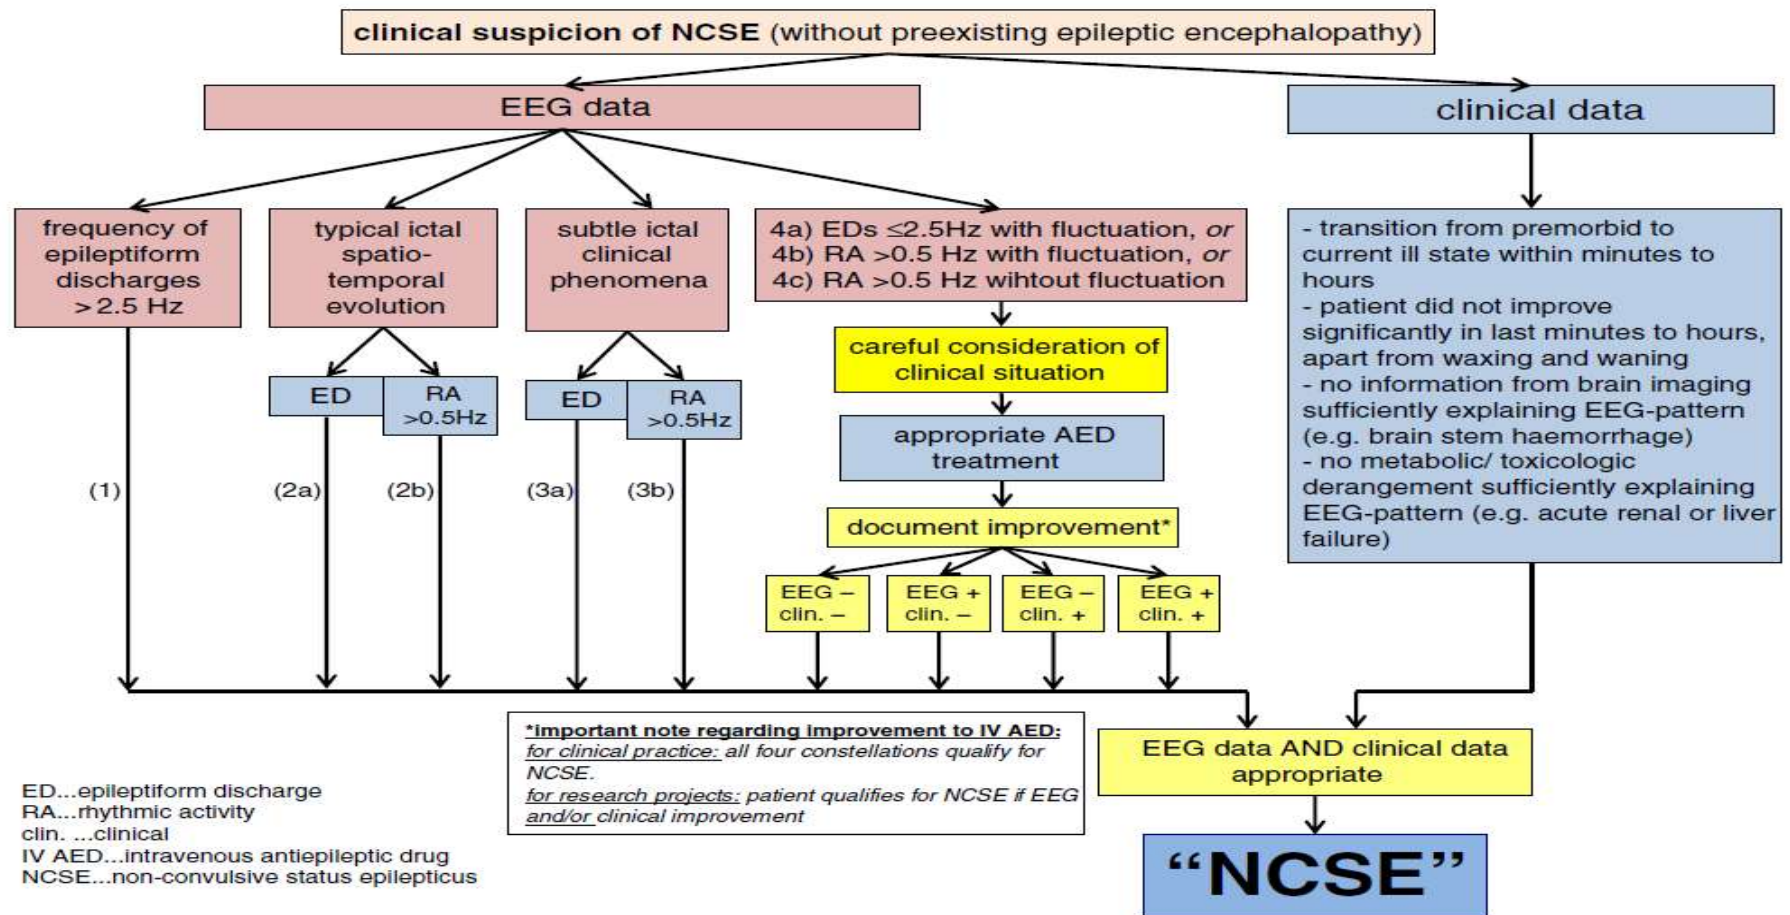 clinical suspicion of NCSE (without preexisting epileptic encephalopathy)
EEG data
clinical data
frequency of
epileptiform
discharges
>2.5 Hz
typical ictal
spatio-
temporal
evolution
subtle ictal
clinical
phenomena
4a) EDs ≤2.5Hz with fluctuation, or
4b) RA >0.5 Hz with fluctuation, or
4c) RA >0.5 Hz wihtout fluctuation
- transition from premorbid to
current ill state within minutes to
hours
- patient did not improve
significantly in last minutes to hours,
apart from waxing and waning
- no information from brain imaging
sufficiently explaining EEG-pattern
(e.g. brain stem haemorrhage)
- no metabolic/ toxicologic
derangement sufficiently explaining
EEG-pattern (e.g. acute renal or liver
failure)
careful consideration of
clinical situation
ED
RA
>0.5Hz
ED
RA
>0.5Hz
appropriate AED
treatment
(1)
(2a)
(2b)
(3a)
(3b)
document improvement*
EEG –
clin. –
EEG +
clin. –
EEG –
clin. +
EEG +
clin. +
*important note regarding improvement to IV AED:
for clinical practice: all four constellations qualify for
NCSE.
for research projects: patient qualifies for NCSE if EEG
and/or clinical improvement
EEG data AND clinical data
appropriate
ED...epileptiform discharge
RA...rhythmic activity
clin. ...clinical
IV AED...intravenous antiepileptic drug
NCSE...non-convulsive status epilepticus
“NCSE”